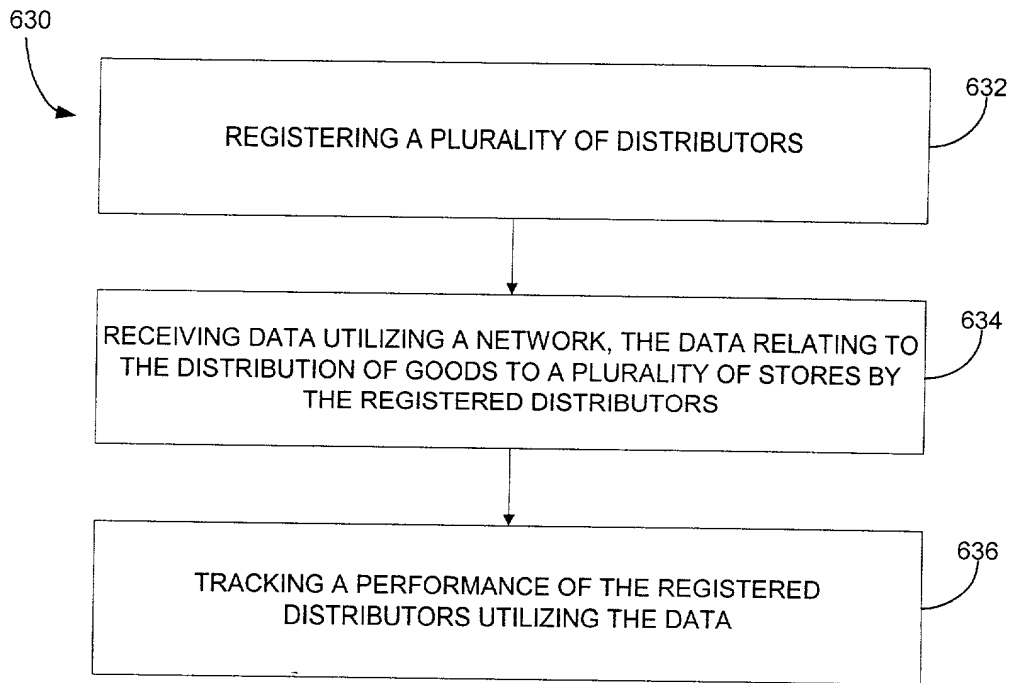 630
632
REGISTERING A PLURALITY OF DISTRIBUTORS
634
RECEIVING DATA UTILIZING A NETWORK, THE DATA RELATING TO
THE DISTRIBUTION OF GOODS TO A PLURALITY OF STORES BY
THE REGISTERED DISTRIBUTORS
636
TRACKING A PERFORMANCE OF THE REGISTERED
DISTRIBUTORS UTILIZING THE DATA